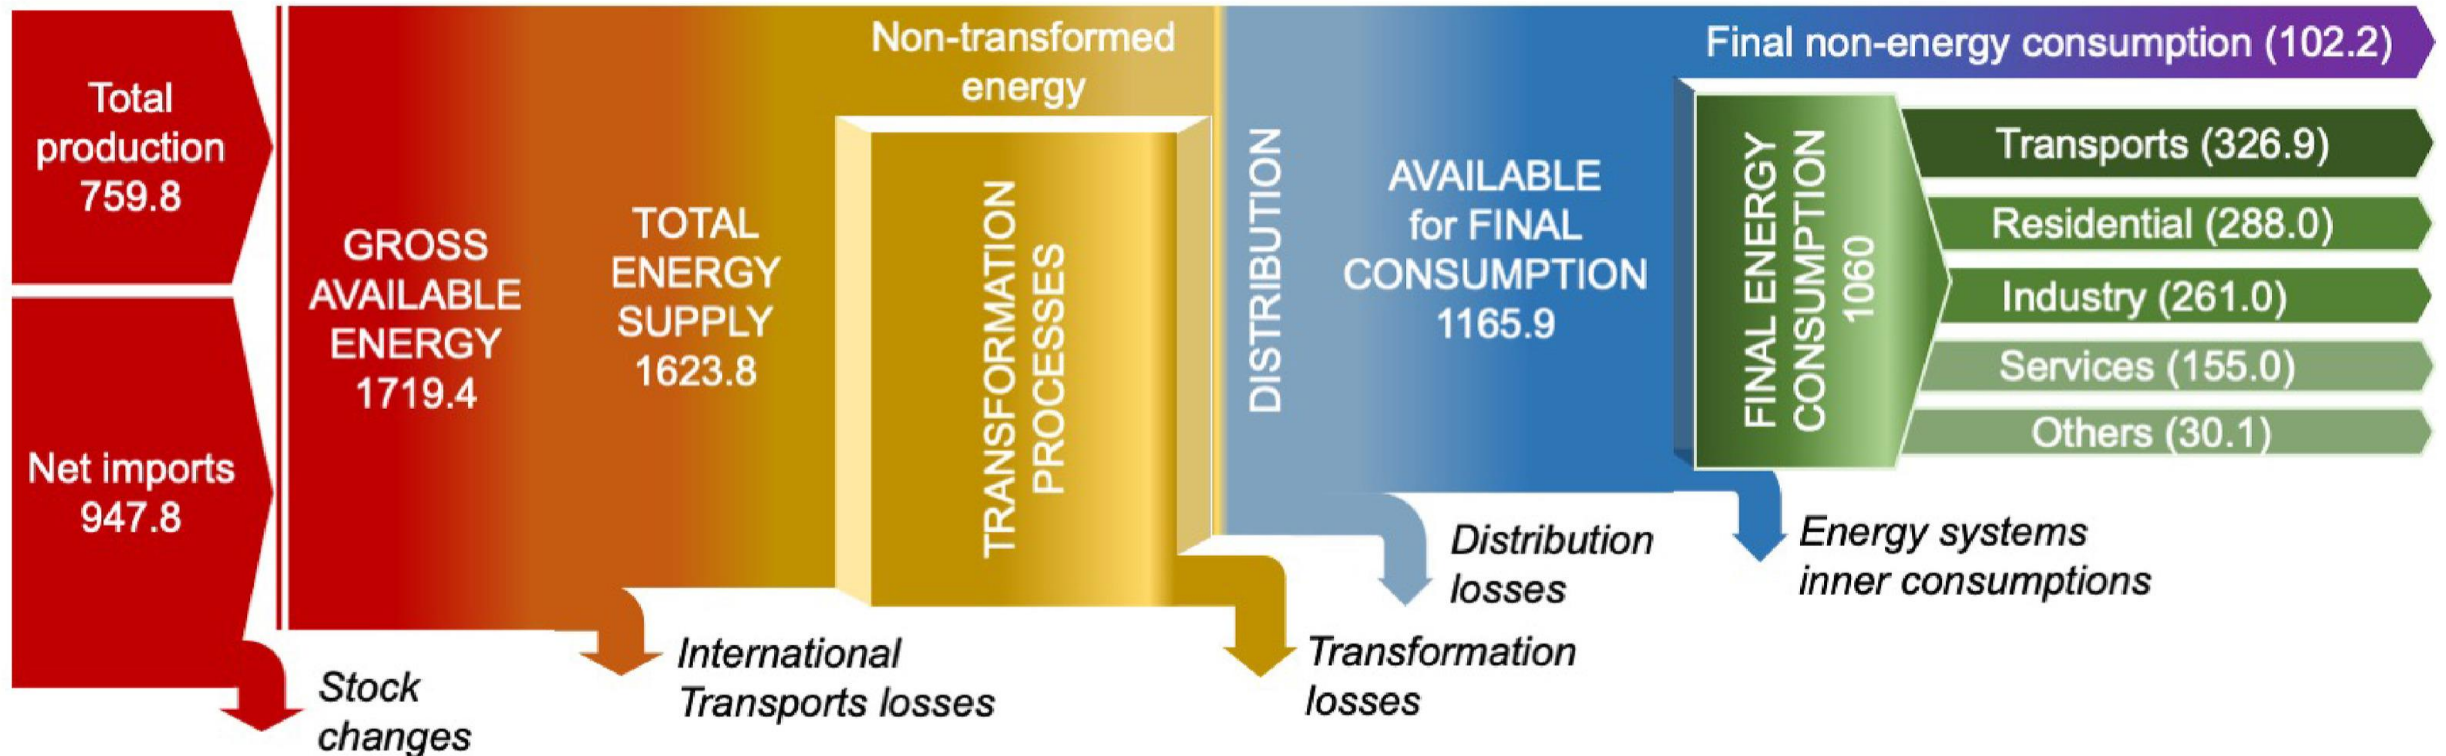 Total
production
759.8
Net imports
947.8
Stock
changes
GROSS
AVAILABLE
ENERGY
1719.4
TOTAL
ENERGY
SUPPLY
1623.8
International
Transports losses
Non-transformed
energy
TRANSFORMATION
PROCESSES
Transformation
losses
DISTRIBUTION
Distribution
losses
AVAILABLE
for FINAL
CONSUMPTION
1165.9
Final non-energy consumption (102.2)
FINAL ENERGY
CONSUMPTION
1060
Transports (326.9)
Residential (288.0)
Industry (261.0)
Services (155.0)
Others (30.1)
Energy systems
inner consumptions